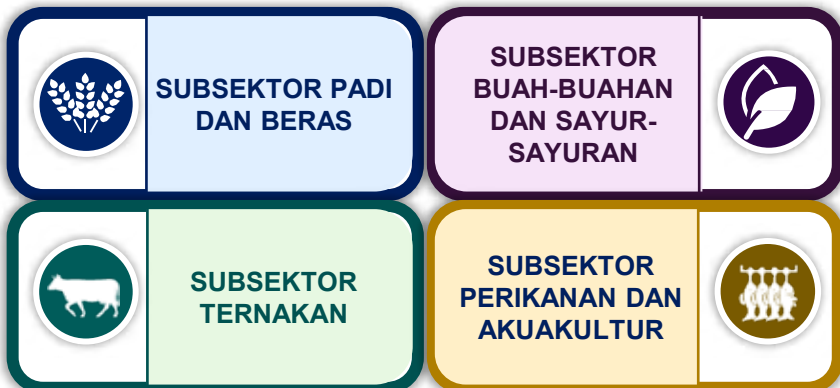 SUBSEKTOR PADI
DAN BERAS
SUBSEKTOR
BUAH-BUAHAN
DAN SAYUR-
SAYURAN
SUBSEKTOR
TERNAKAN
SUBSEKTOR
PERIKANAN DAN
AKUAKULTUR